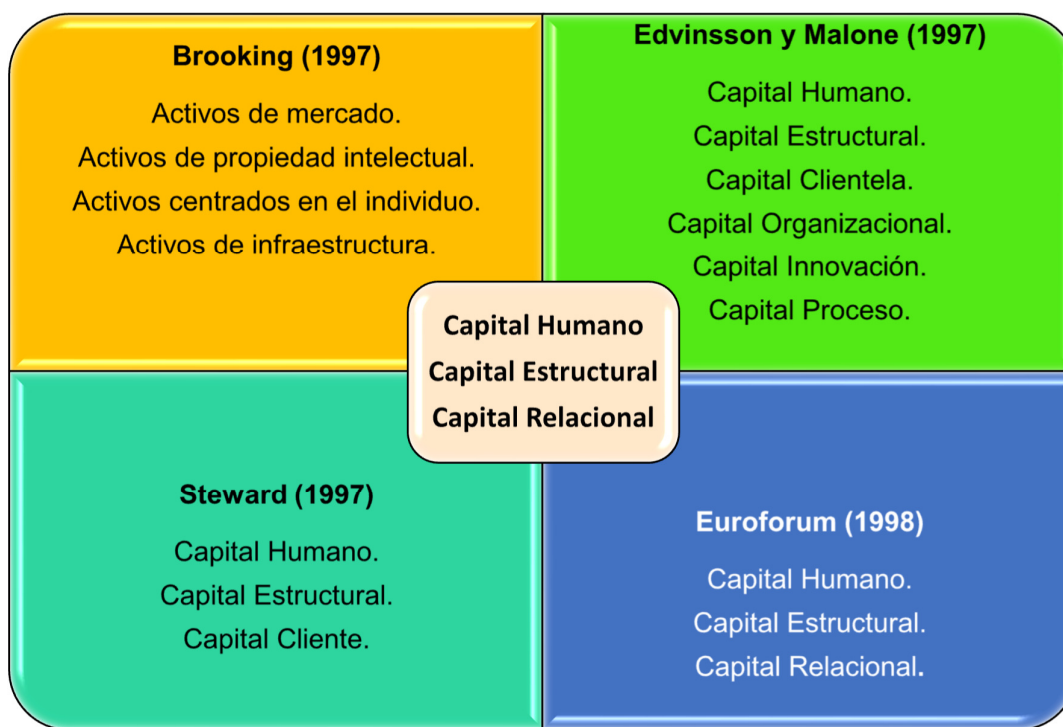 Brooking (1997)
Activos de mercado.
Activos de propiedad intelectual.
Activos centrados en el individuo.
Activos de infraestructura.
Edvinsson y Malone (1997)
Capital Humano.
Capital Estructural.
Capital Clientela.
Capital Organizacional.
Capital Innovación.
Capital Proceso.
Capital Humano
Capital Estructural
Capital Relacional
Steward (1997)
Capital Humano.
Capital Estructural.
Capital Cliente.
Euroforum (1998)
Capital Humano.
Capital Estructural.
Capital Relacional.